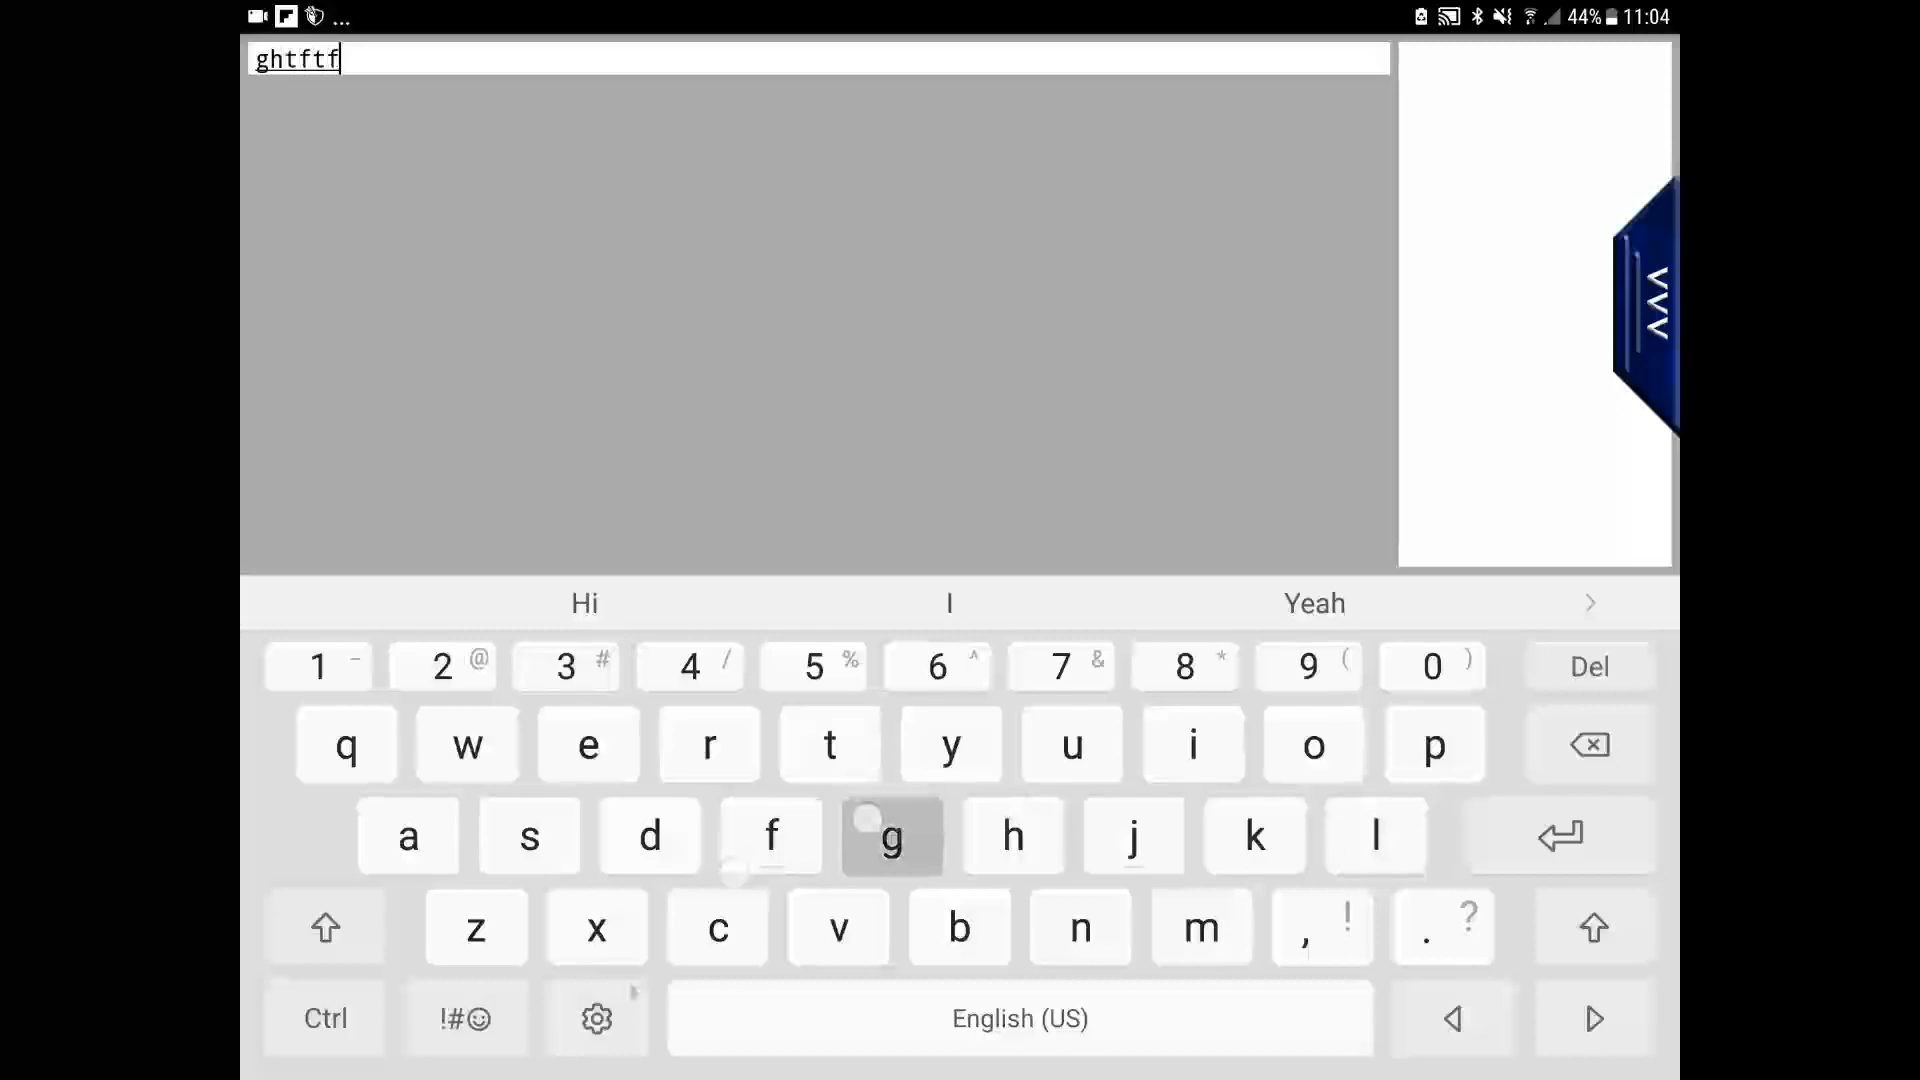 ... 44% 11:04
ghtftf
Hi I Yeah
1 - 2 @ 3 # 4 / 5 % 6 ^ 7 & 8 * 9 ( 0 ) Del
q w e r t y u i o p
a s d f g h j k l
z x c v b n m , ! . ?
Ctrl !#☺ English (US)